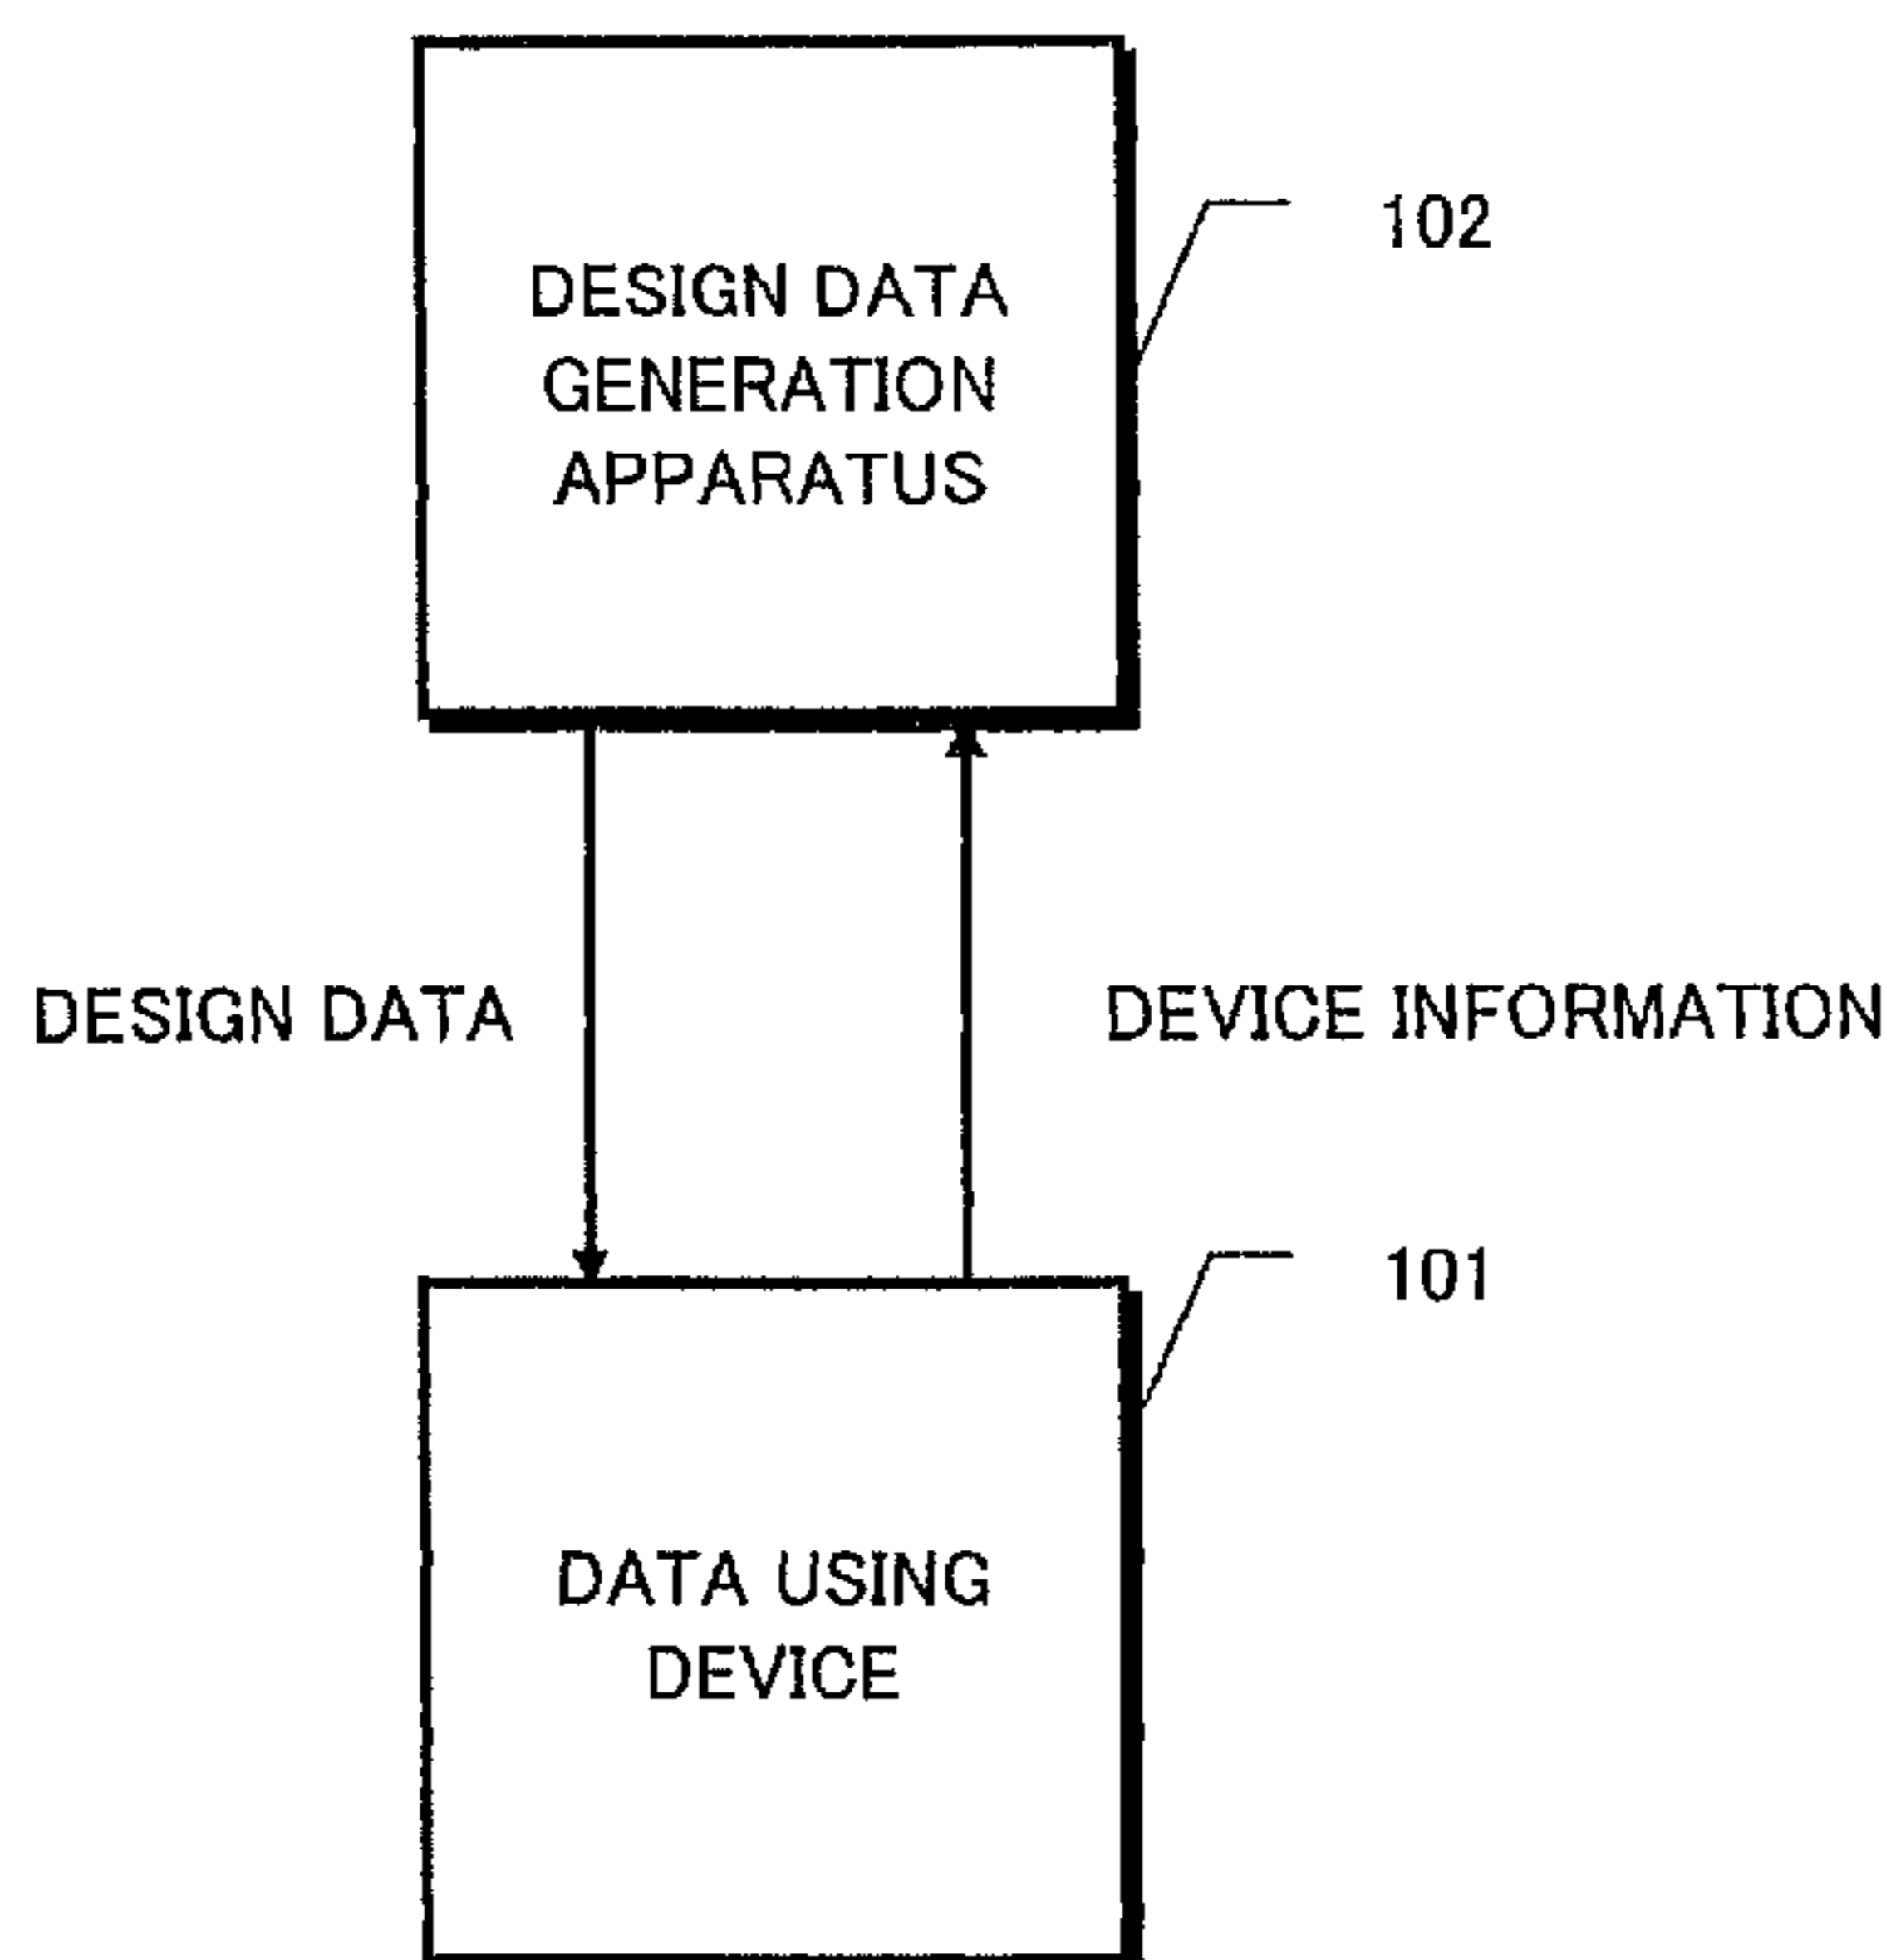 102
DESIGN DATA
GENERATION
APPARATUS
DESIGN DATA
DEVICE INFORMATION
101
DATA USING
DEVICE